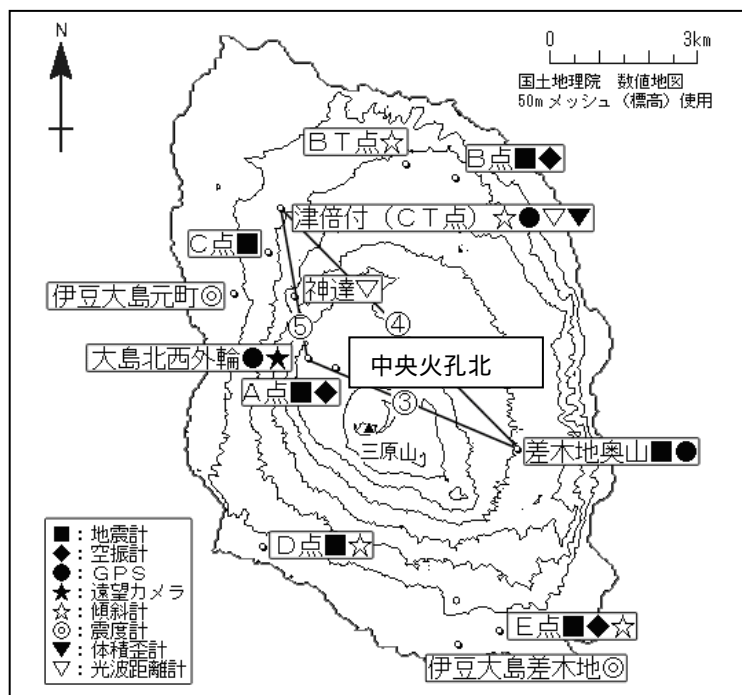 N
0 3km
国土地理院 数値地図
50mメッシュ（標高）使用
BT点☆
B点■◆
津倍付（CT点）☆●▽▼
C点■
神達▽
伊豆大島元町◎
⑤
④
大島北西外輪●★
中央火孔北
A点■◆
③
三原山
差木地奥山■●
D点■☆
■：地震計
◆：空振計
●：GPS
★：遠望カメラ
☆：傾斜計
◎：震度計
▼：体積歪計
▽：光波距離計
E点■◆☆
伊豆大島差木地◎